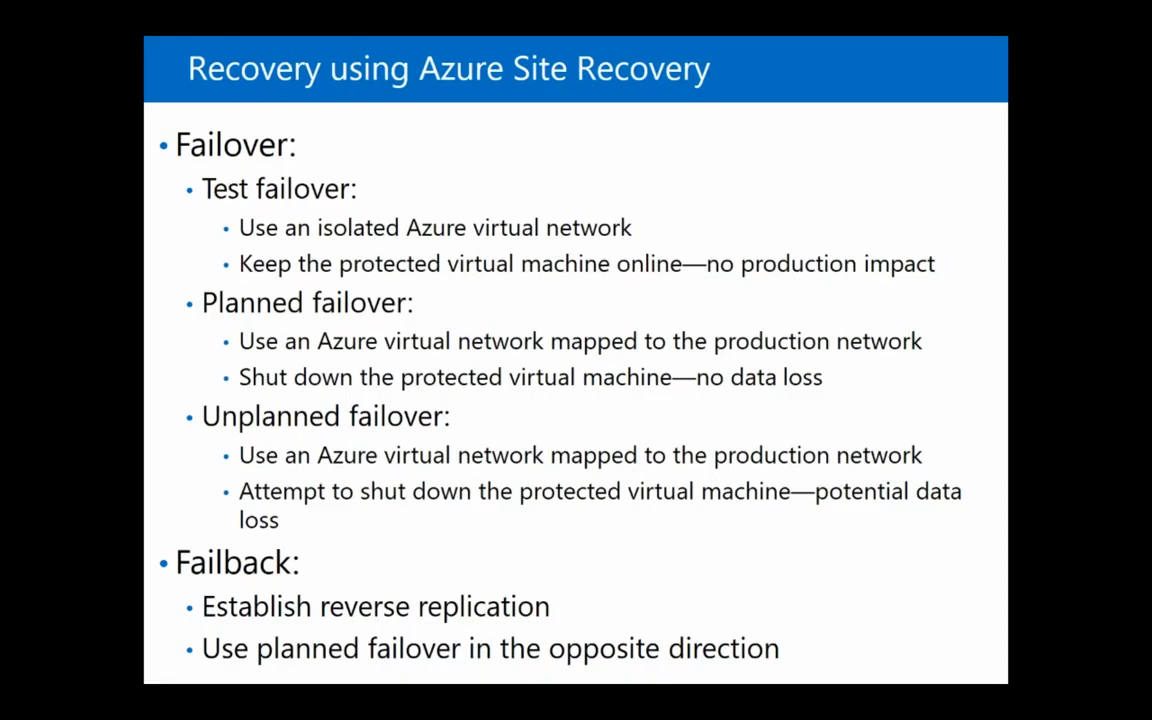 Recovery using Azure Site Recovery
• Failover:
• Test failover:
• Use an isolated Azure virtual network
• Keep the protected virtual machine online—no production impact
• Planned failover:
• Use an Azure virtual network mapped to the production network
• Shut down the protected virtual machine—no data loss
• Unplanned failover:
• Use an Azure virtual network mapped to the production network
• Attempt to shut down the protected virtual machine—potential data
loss
• Failback:
• Establish reverse replication
• Use planned failover in the opposite direction